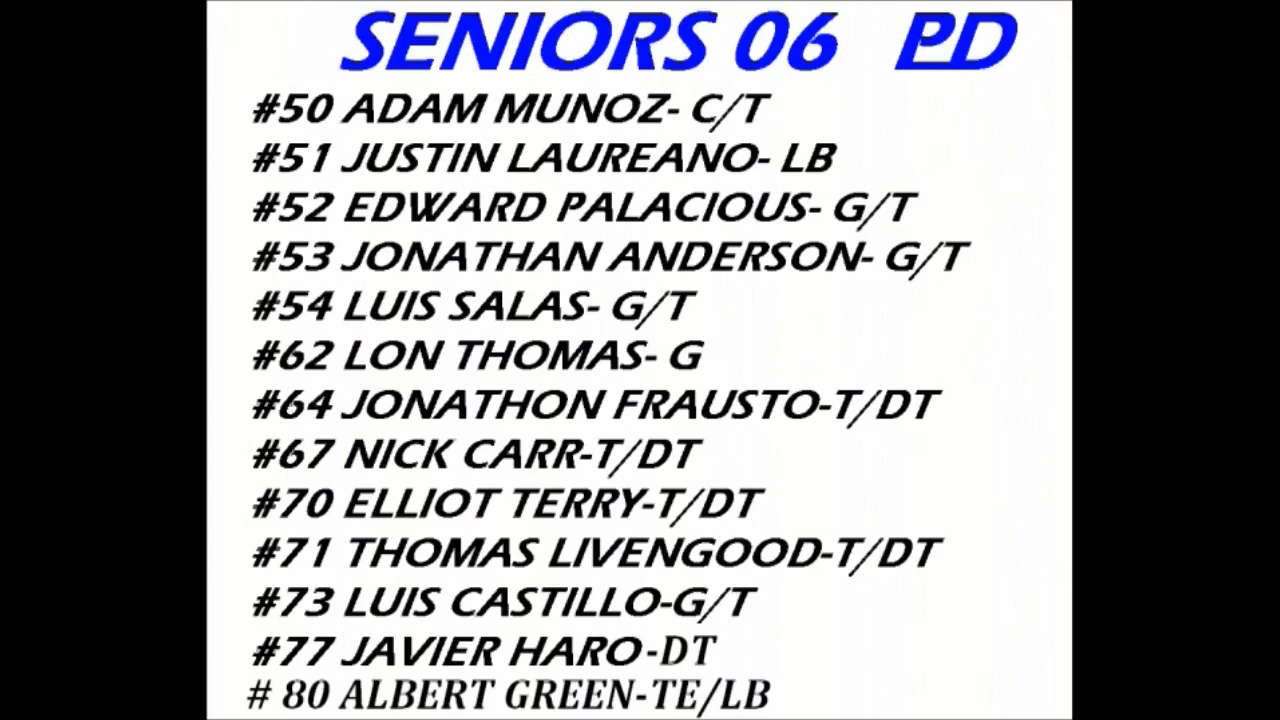 SENIORS 06 PD
#50 ADAM MUNOZ- C/T
#51 JUSTIN LAUREANO- LB
#52 EDWARD PALACIOUS- G/T
#53 JONATHAN ANDERSON- G/T
#54 LUIS SALAS- G/T
#62 LON THOMAS- G
#64 JONATHON FRAUSTO-T/DT
#67 NICK CARR-T/DT
#70 ELLIOT TERRY-T/DT
#71 THOMAS LIVENGOOD-T/DT
#73 LUIS CASTILLO-G/T
#77 JAVIER HARO-DT
# 80 ALBERT GREEN-TE/LB